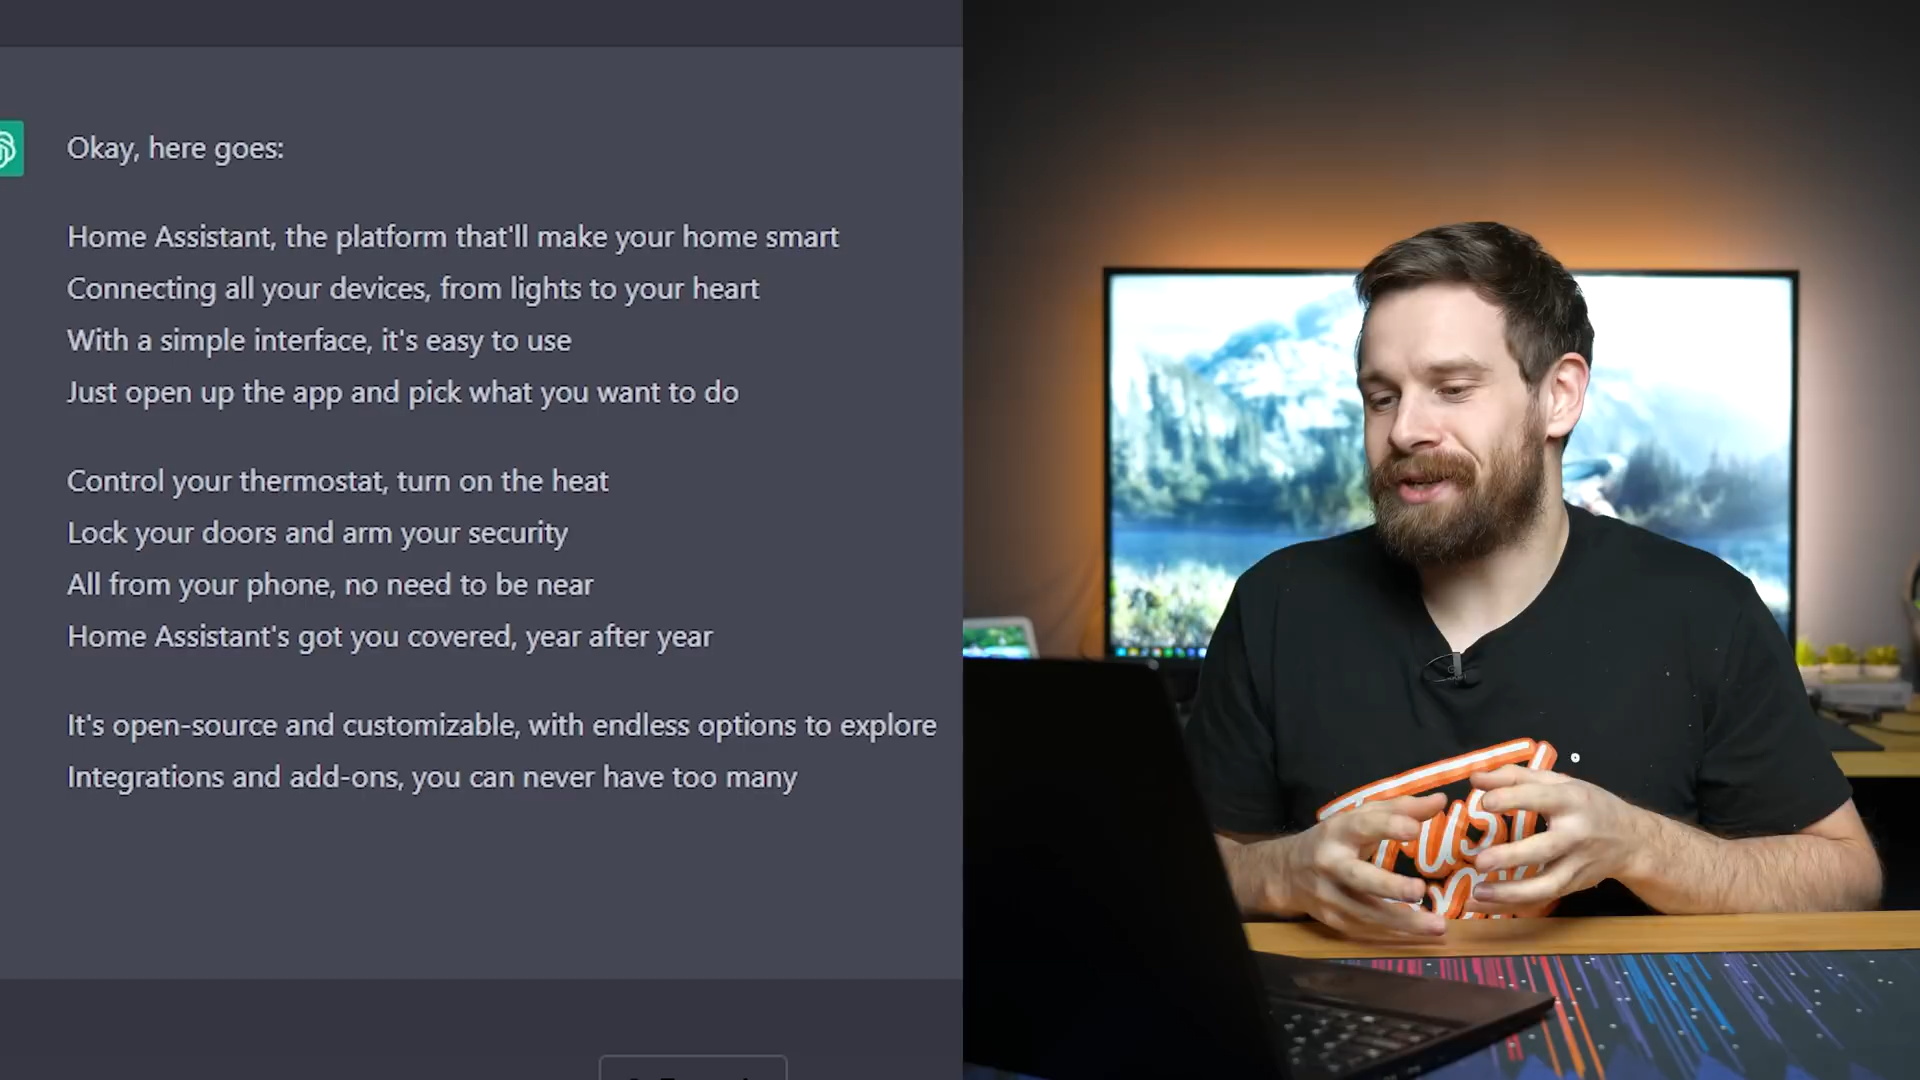 Okay, here goes:
Home Assistant, the platform that'll make your home smart
Connecting all your devices, from lights to your heart
With a simple interface, it's easy to use
Just open up the app and pick what you want to do
Control your thermostat, turn on the heat
Lock your doors and arm your security
All from your phone, no need to be near
Home Assistant's got you covered, year after year
It's open-source and customizable, with endless options to explore
Integrations and add-ons, you can never have too many